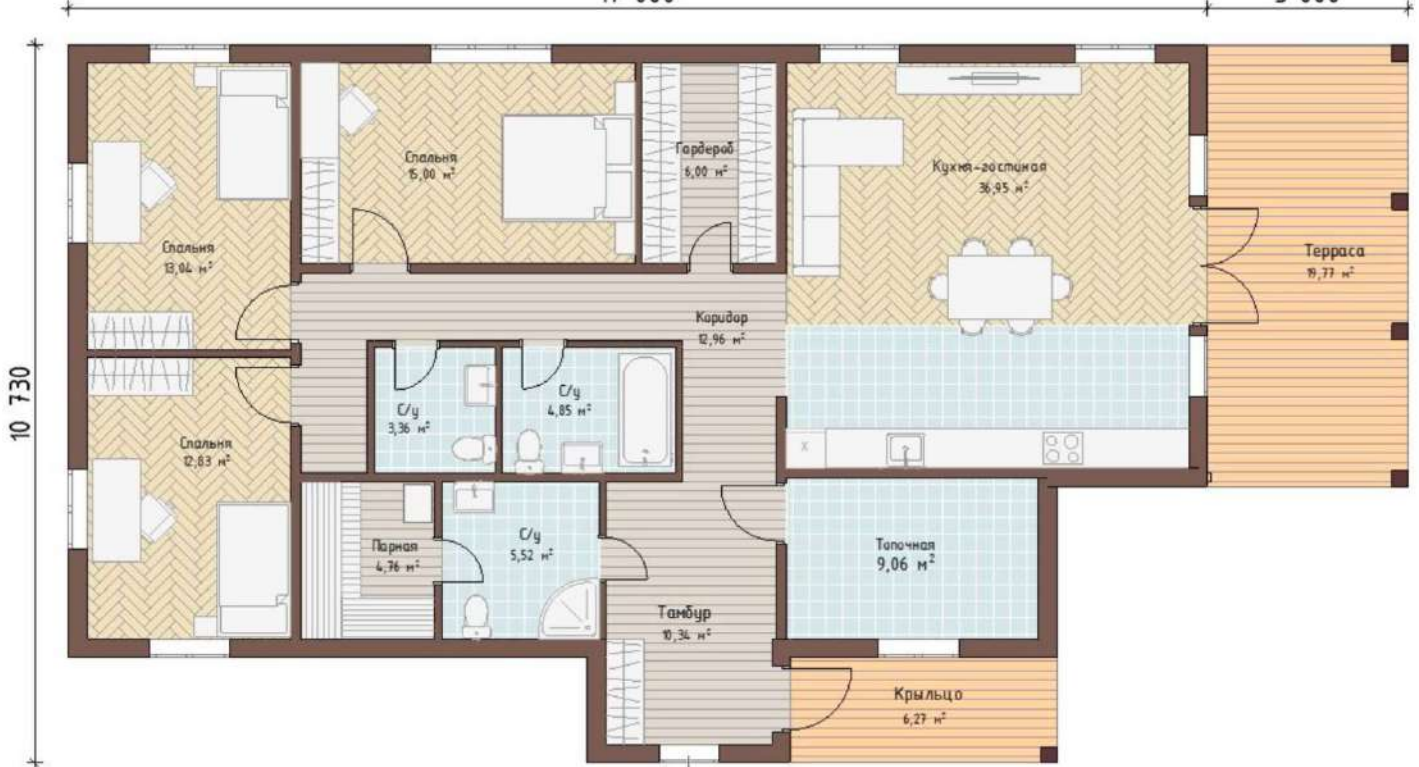 Спальня
15,00 м²
Гардероб
6,00 м²
Кухня-гостиная
36,95 м²
Спальня
13,04 м²
Терраса
19,77 м²
Коридор
12,96 м²
10 730
С/у
3,36 м²
С/у
4,85 м²
Спальня
12,83 м²
Парная
4,76 м²
С/у
5,52 м²
Топочная
9,06 м²
Тамбур
10,34 м²
Крыльцо
6,27 м²
x